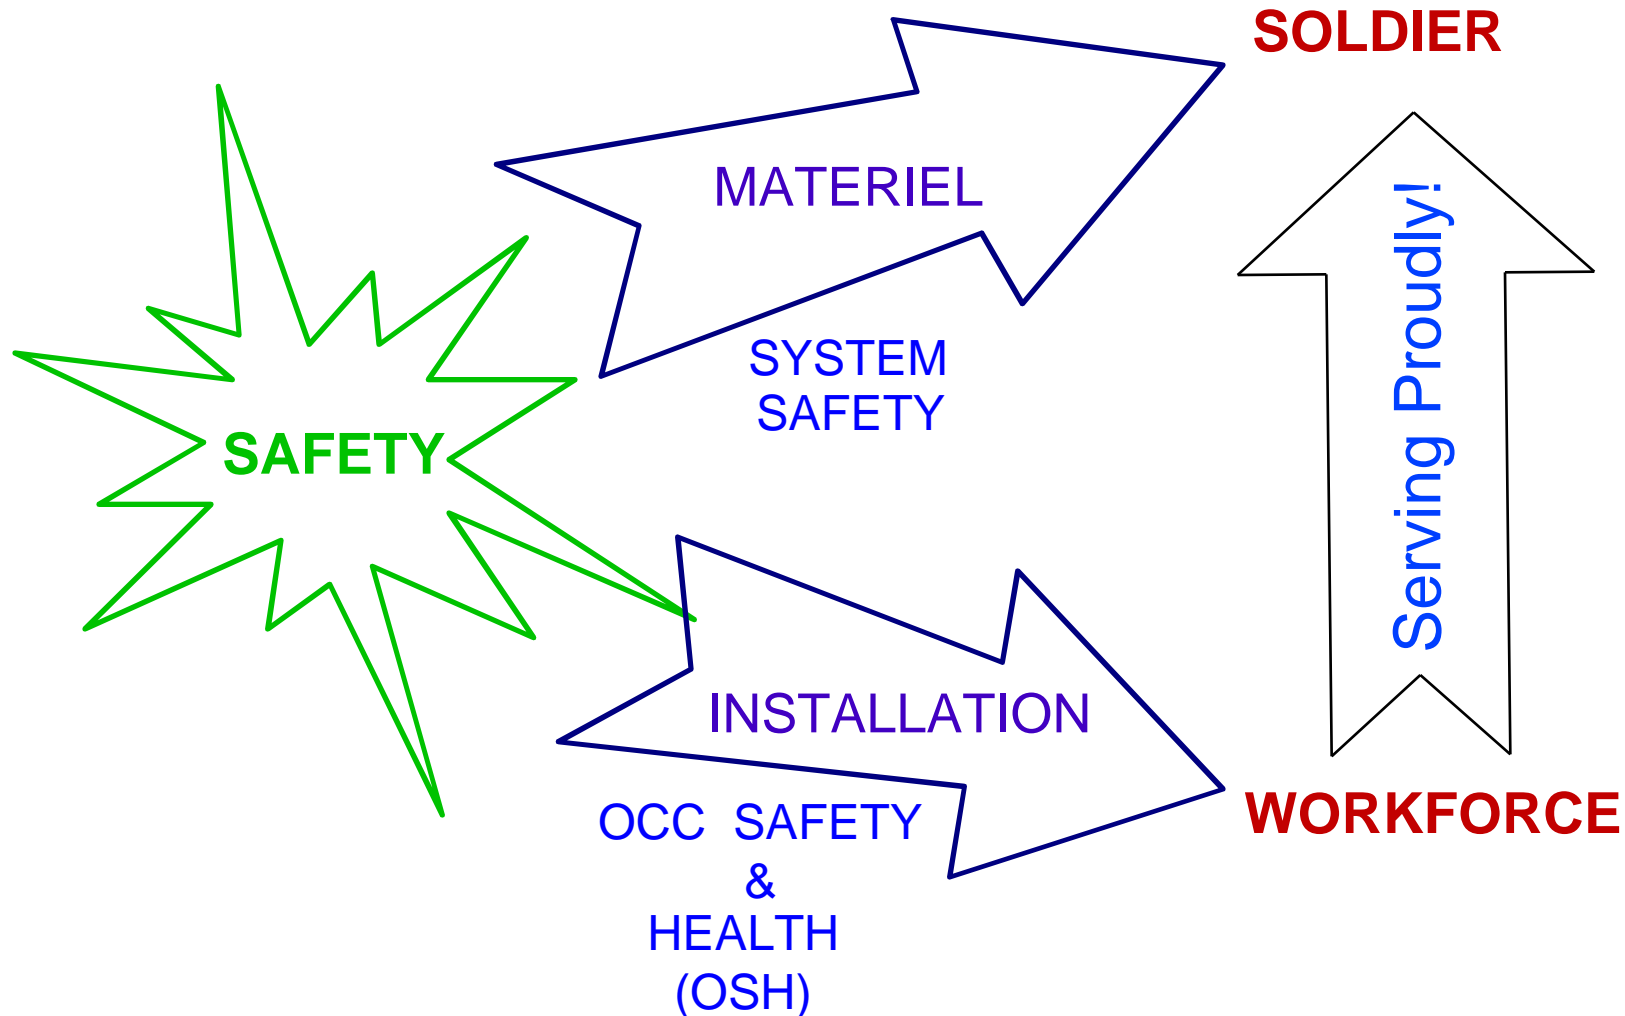 SOLDIER
MATERIEL
SYSTEM
SAFETY
SAFETY
Serving Proudly!
INSTALLATION
WORKFORCE
OCC  SAFETY
&
HEALTH
(OSH)